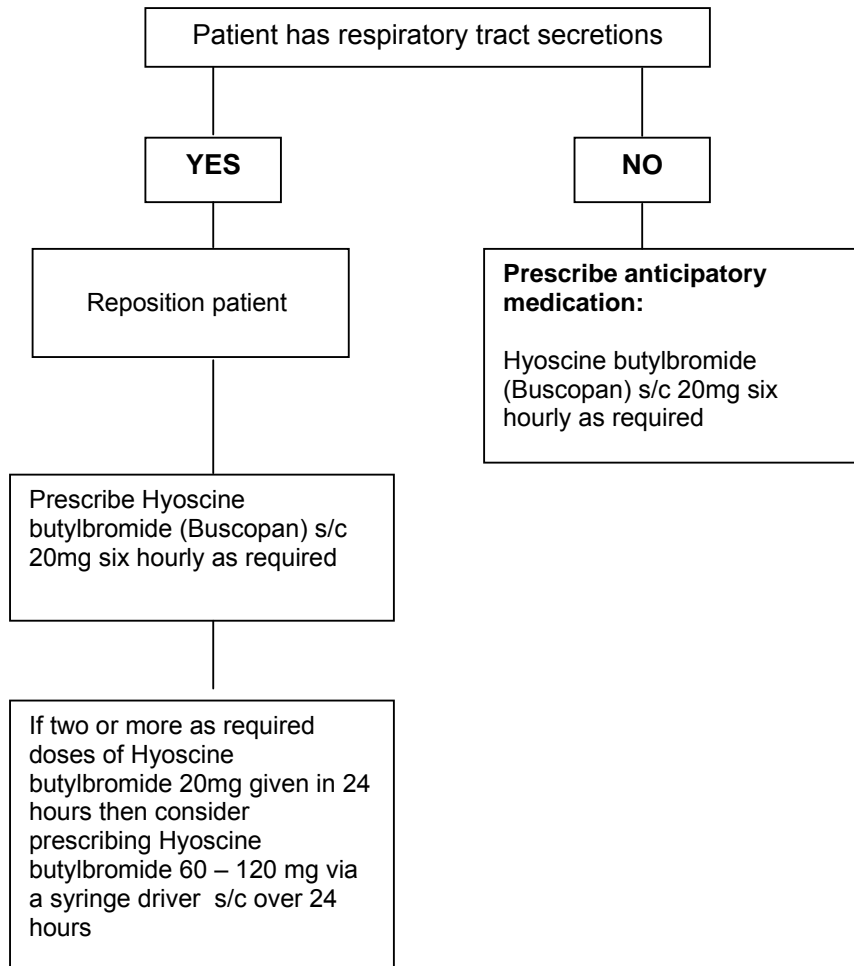 Patient has respiratory tract secretions
YES
NO
Reposition patient
Prescribe anticipatory
medication:
Hyoscine butylbromide
(Buscopan) s/c 20mg six
hourly as required
Prescribe Hyoscine
butylbromide (Buscopan) s/c
20mg six hourly as required
If two or more as required
doses of Hyoscine
butylbromide 20mg given in 24
hours then consider
prescribing Hyoscine
butylbromide 60 – 120 mg via
a syringe driver s/c over 24
hours